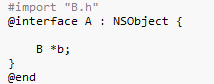 #import "B.h"
@interface A : NSObject {
B *b;
}
@end